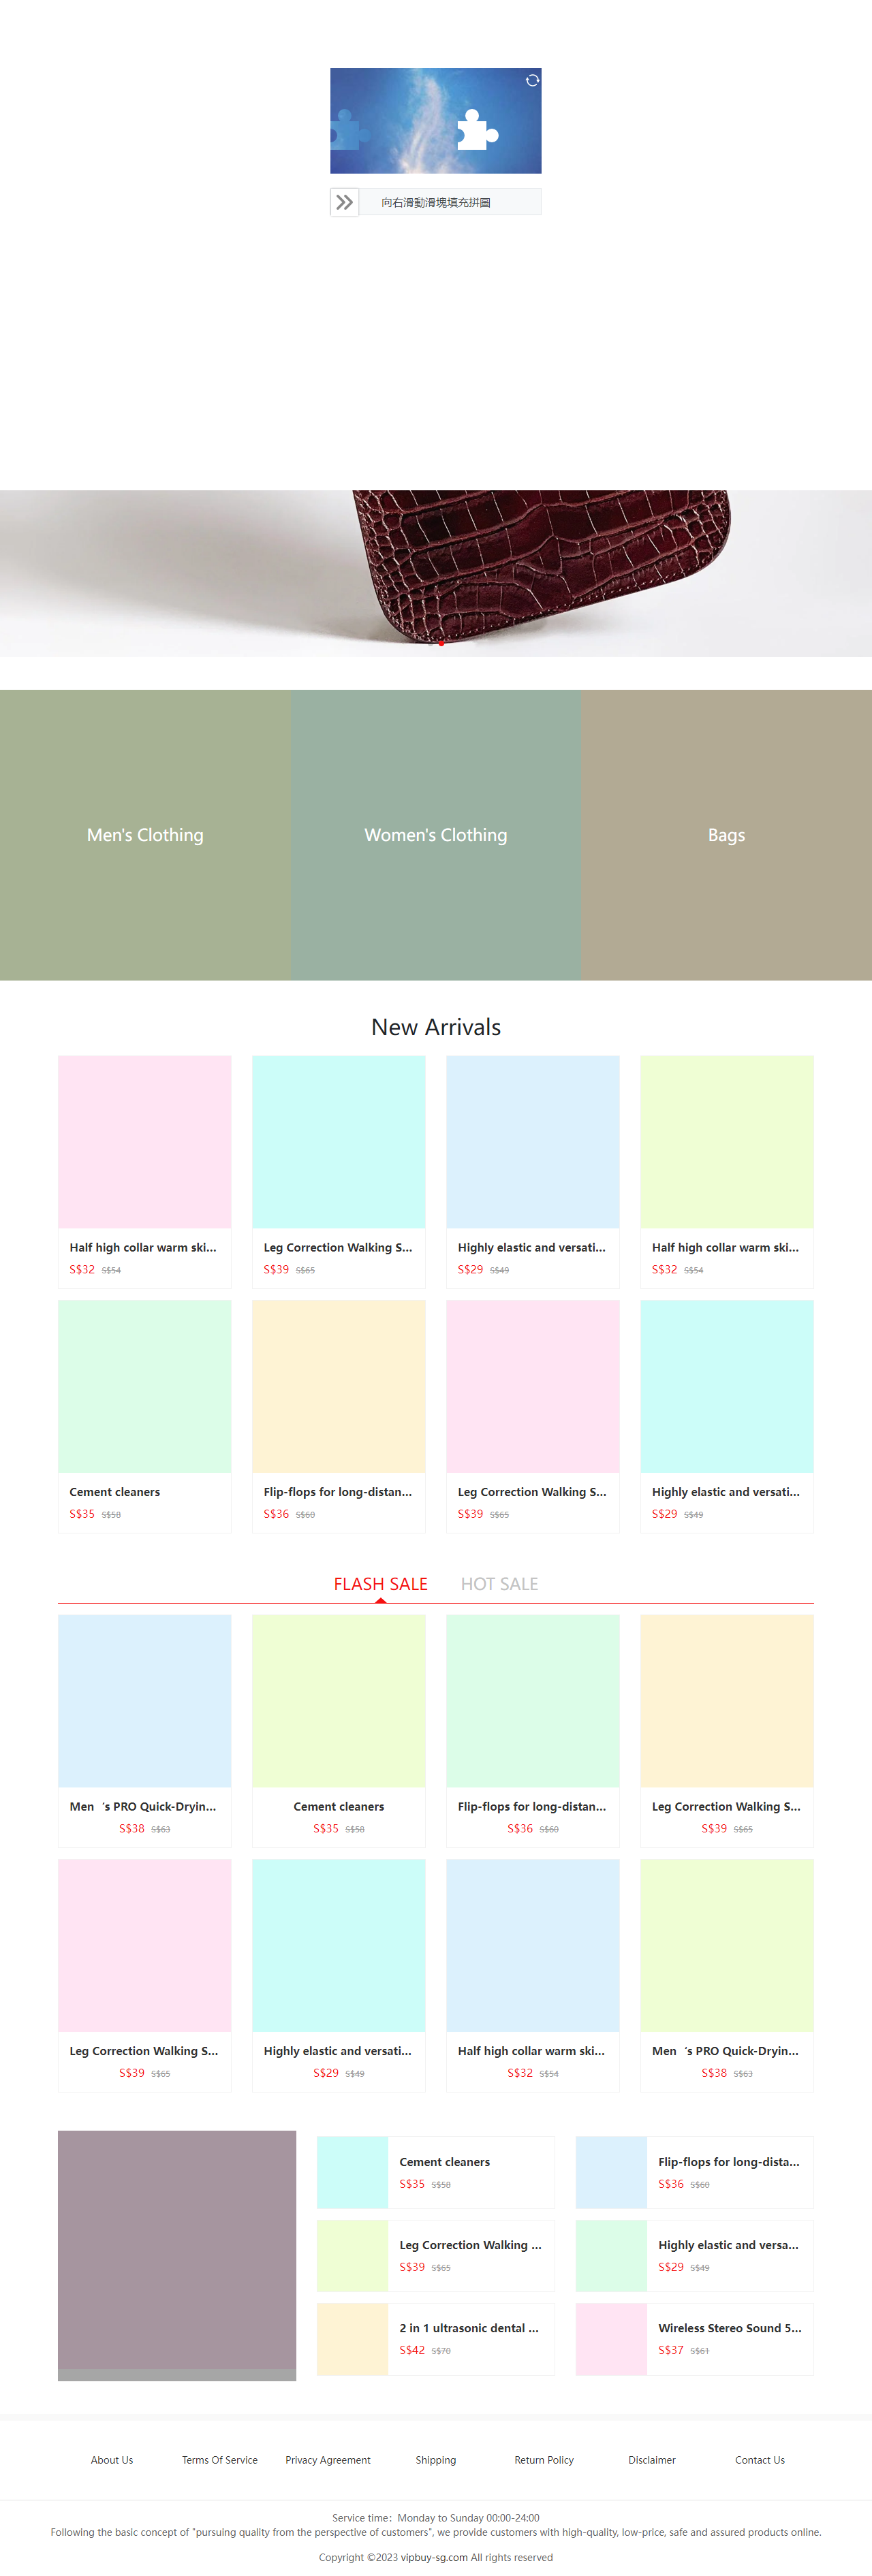 向右滑動滑塊填充拼圖
Men's Clothing
Women's Clothing
Bags
New Arrivals
Half high collar warm ski...
S$32 S$54
Leg Correction Walking S...
S$39 S$65
Highly elastic and versati...
S$29 S$49
Half high collar warm ski...
S$32 S$54
Cement cleaners
S$35 S$58
Flip-flops for long-distan...
S$36 S$60
Leg Correction Walking S...
S$39 S$65
Highly elastic and versati...
S$29 S$49
FLASH SALE
HOT SALE
Men‘s PRO Quick-Dryin...
S$38 S$63
Cement cleaners
S$35 S$58
Flip-flops for long-distan...
S$36 S$60
Leg Correction Walking S...
S$39 S$65
Leg Correction Walking S...
S$39 S$65
Highly elastic and versati...
S$29 S$49
Half high collar warm ski...
S$32 S$54
Men‘s PRO Quick-Dryin...
S$38 S$63
Cement cleaners
S$35 S$58
Flip-flops for long-dista...
S$36 S$60
Leg Correction Walking ...
S$39 S$65
Highly elastic and versa...
S$29 S$49
2 in 1 ultrasonic dental ...
S$42 S$70
Wireless Stereo Sound 5...
S$37 S$61
About Us
Terms Of Service
Privacy Agreement
Shipping
Return Policy
Disclaimer
Contact Us
Service time：Monday to Sunday 00:00-24:00
Following the basic concept of "pursuing quality from the perspective of customers", we provide customers with high-quality, low-price, safe and assured products online.
Copyright ©2023 vipbuy-sg.com All rights reserved